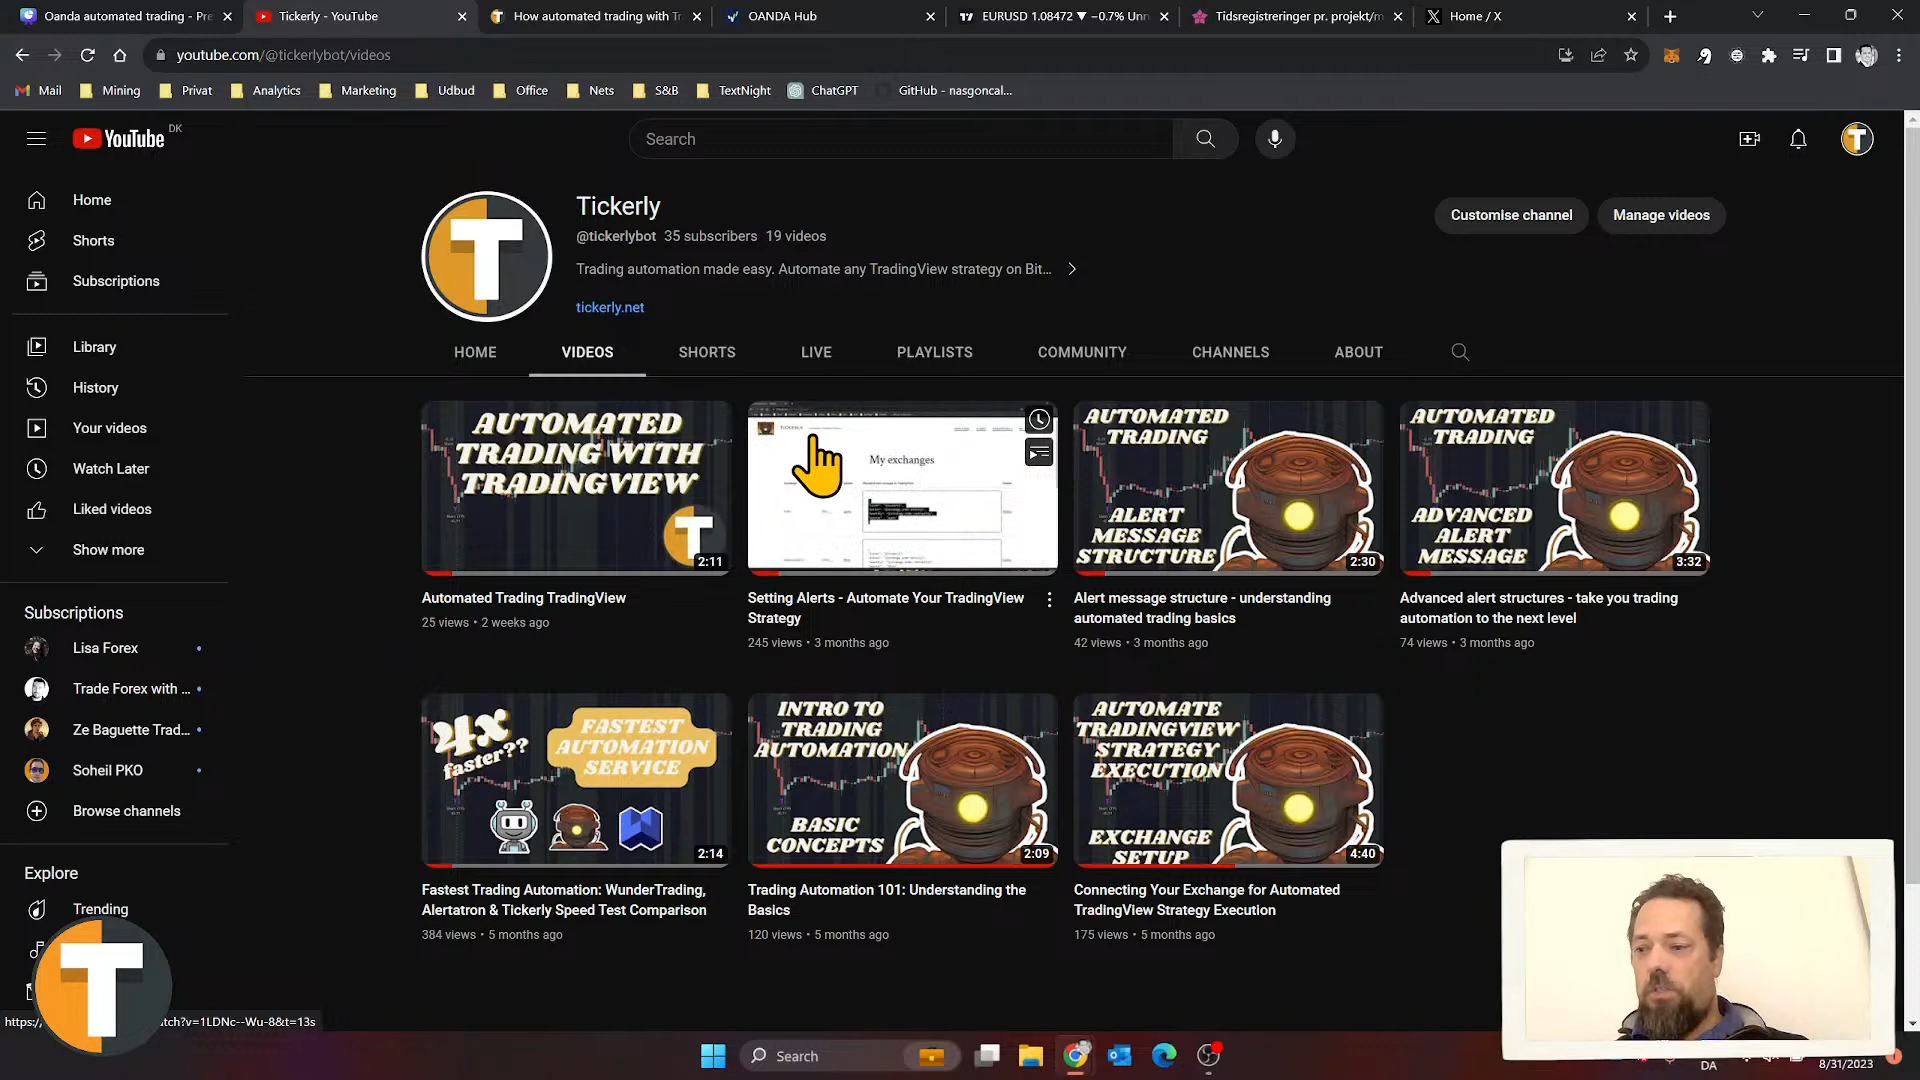 Oanda automated trading - Pre
Tickerly - YouTube
How automated trading with Tr
OANDA Hub
EURUSD 1.08472 ▼ −0.7% Unn
Tidsregistreringer pr. projekt/m
Home / X
youtube.com/@tickerlybot/videos
Mail
Mining
Privat
Analytics
Marketing
Udbud
Office
Nets
S&B
TextNight
ChatGPT
GitHub - nasgoncal...
YouTube DK
Search
Home
Shorts
Subscriptions
Library
History
Your videos
Watch Later
Liked videos
Show more
Subscriptions
Lisa Forex
Trade Forex with ...
Ze Baguette Trad...
Soheil PKO
Browse channels
Explore
Trending
T
Tickerly
@tickerlybot 35 subscribers 19 videos
Trading automation made easy. Automate any TradingView strategy on Bit...
tickerly.net
Customise channel
Manage videos
HOME
VIDEOS
SHORTS
LIVE
PLAYLISTS
COMMUNITY
CHANNELS
ABOUT
AUTOMATED
TRADING WITH
TRADINGVIEW
T
2:11
Automated Trading TradingView
25 views • 2 weeks ago
TICKERLY
My exchanges
Setting Alerts - Automate Your TradingView
Strategy
245 views • 3 months ago
AUTOMATED
TRADING
ALERT
MESSAGE
STRUCTURE
2:30
Alert message structure - understanding
automated trading basics
42 views • 3 months ago
AUTOMATED
TRADING
ADVANCED
ALERT
MESSAGE
3:32
Advanced alert structures - take you trading
automation to the next level
74 views • 3 months ago
4X
faster??
FASTEST
AUTOMATION
SERVICE
2:14
Fastest Trading Automation: WunderTrading,
Alertatron & Tickerly Speed Test Comparison
384 views • 5 months ago
INTRO TO
TRADING
AUTOMATION
BASIC
CONCEPTS
2:09
Trading Automation 101: Understanding the
Basics
120 views • 5 months ago
AUTOMATE
TRADINGVIEW
STRATEGY
EXECUTION
EXCHANGE
SETUP
4:40
Connecting Your Exchange for Automated
TradingView Strategy Execution
175 views • 5 months ago
T
https:/
tch?v=1LDNc--Wu-8&t=13s
Search
DA
8/31/2023